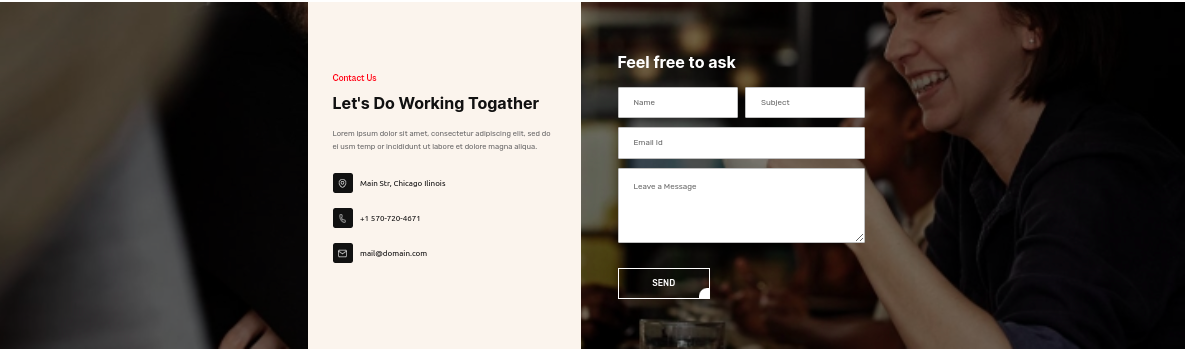 Contact Us
Let's Do Working Togather
Lorem ipsum dolor sit amet, consectetur adipiscing elit, sed do
ei usm temp or incididunt ut labore et dolore magna aliqua.
Main Str, Chicago Ilinois
+1 570-720-4671
mail@domain.com
Feel free to ask
Name
Subject
Email Id
Leave a Message
SEND